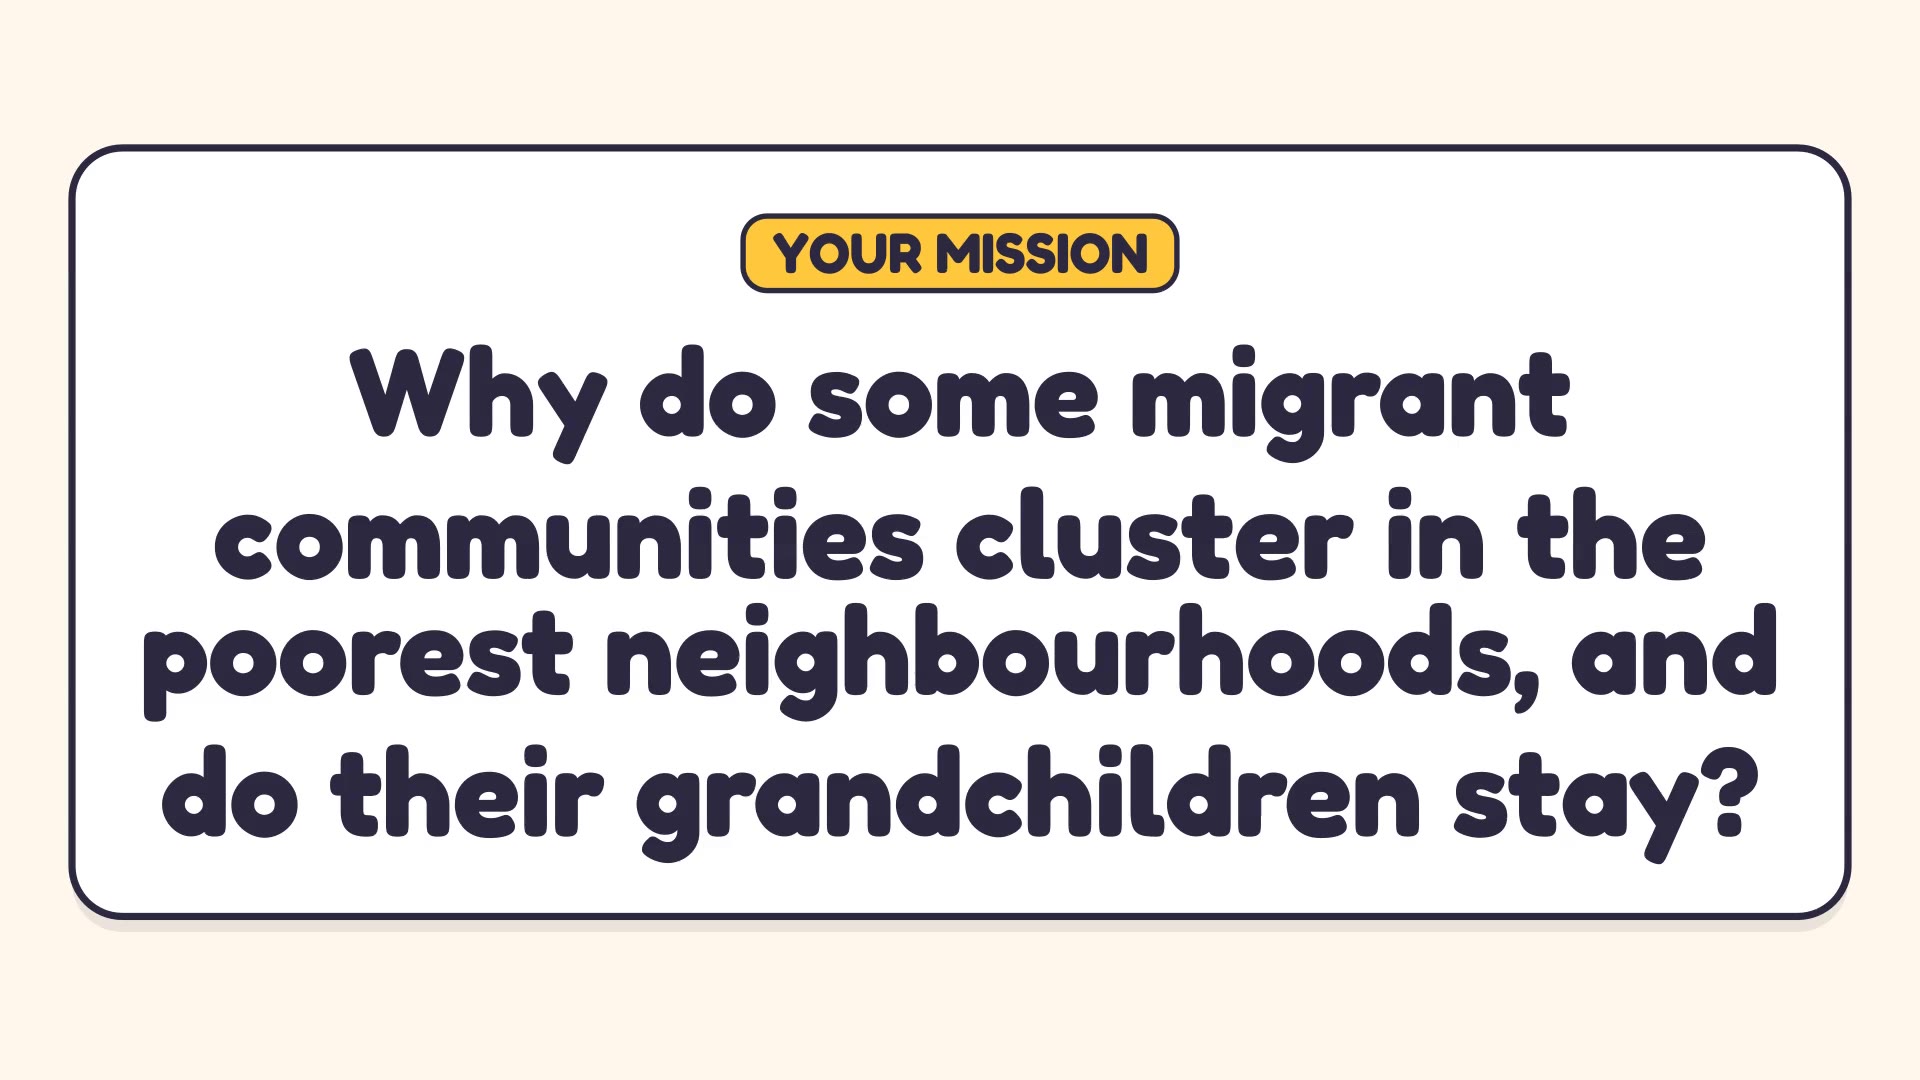 YOUR MISSION
Why do some migrant
communities cluster in the
poorest neighbourhoods, and
do their grandchildren stay?